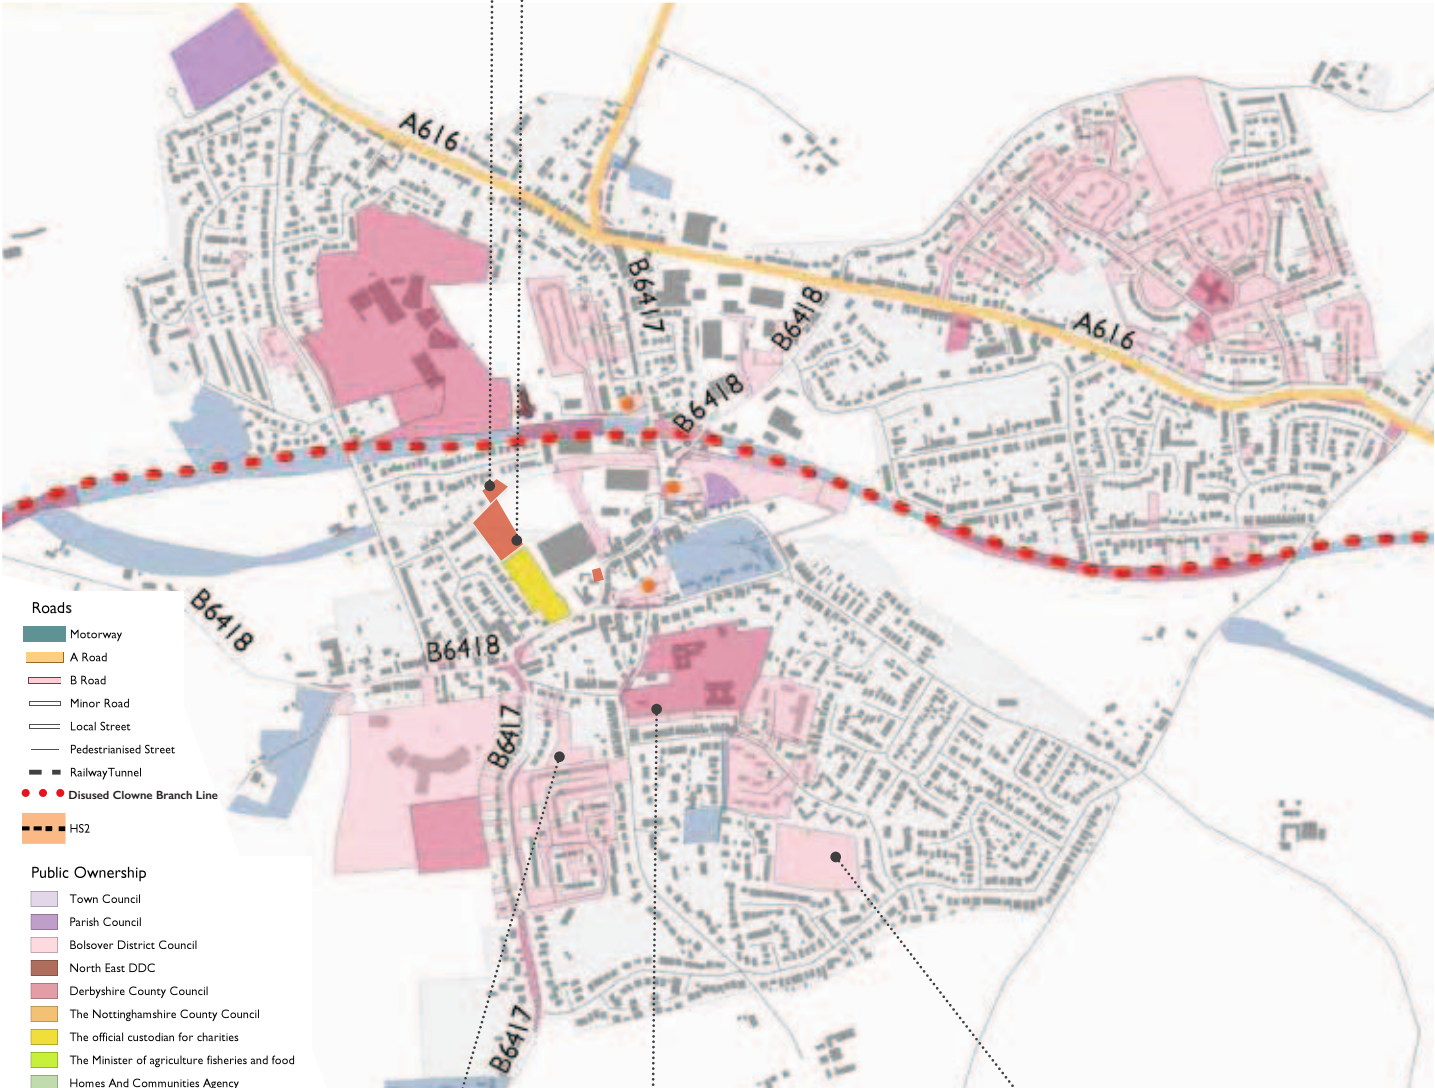 A616
B6417
B6418
A616
B6418
B6418
B6418
B6417
B6417
Roads
Motorway
A Road
B Road
Minor Road
Local Street
Pedestrianised Street
RailwayTunnel
Disused Clowne Branch Line
HS2
Public Ownership
Town Council
Parish Council
Bolsover District Council
North East DDC
Derbyshire County Council
The Nottinghamshire County Council
The official custodian for charities
The Minister of agriculture fisheries and food
Homes And Communities Agency